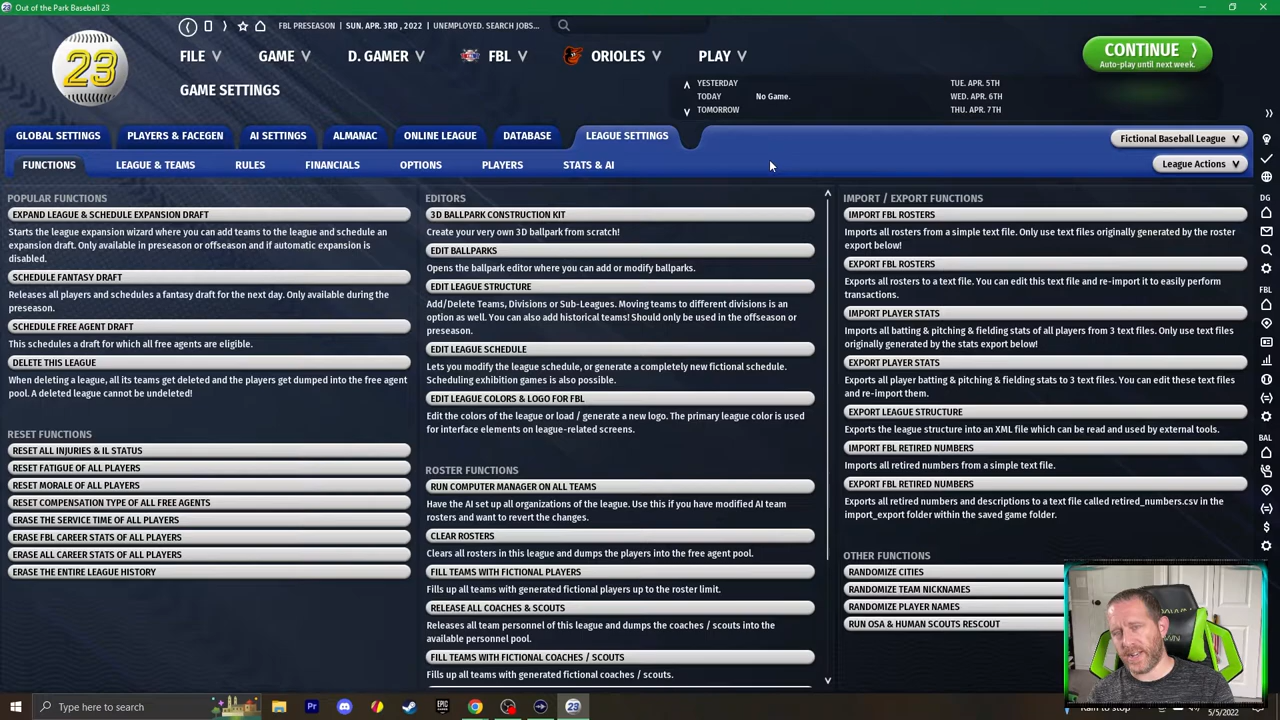 Out of the Park Baseball 23
FBL PRESEASON | SUN. APR. 3RD, 2022 | UNEMPLOYED. SEARCH JOBS...
FILE GAME D. GAMER FBL ORIOLES PLAY
23
CONTINUE
Auto-play until next week.
GAME SETTINGS
YESTERDAY TUE. APR. 5TH
TODAY No Game. WED. APR. 6TH
TOMORROW THU. APR. 7TH
GLOBAL SETTINGS PLAYERS & FACEGEN AI SETTINGS ALMANAC ONLINE LEAGUE DATABASE LEAGUE SETTINGS Fictional Baseball League
FUNCTIONS LEAGUE & TEAMS RULES FINANCIALS OPTIONS PLAYERS STATS & AI League Actions
POPULAR FUNCTIONS
EXPAND LEAGUE & SCHEDULE EXPANSION DRAFT
Starts the league expansion wizard where you can add teams to the league and schedule an
expansion draft. Only available in preseason or offseason and if automatic expansion is
disabled.
SCHEDULE FANTASY DRAFT
Releases all players and schedules a fantasy draft for the next day. Only available during the
preseason.
SCHEDULE FREE AGENT DRAFT
This schedules a draft for which all free agents are eligible.
DELETE THIS LEAGUE
When deleting a league, all its teams get deleted and the players get dumped into the free agent
pool. A deleted league cannot be undeleted!
RESET FUNCTIONS
RESET ALL INJURIES & IL STATUS
RESET FATIGUE OF ALL PLAYERS
RESET MORALE OF ALL PLAYERS
RESET COMPENSATION TYPE OF ALL FREE AGENTS
ERASE THE SERVICE TIME OF ALL PLAYERS
ERASE FBL CAREER STATS OF ALL PLAYERS
ERASE ALL CAREER STATS OF ALL PLAYERS
ERASE THE ENTIRE LEAGUE HISTORY
EDITORS
3D BALLPARK CONSTRUCTION KIT
Create your very own 3D ballpark from scratch!
EDIT BALLPARKS
Opens the ballpark editor where you can add or modify ballparks.
EDIT LEAGUE STRUCTURE
Add/Delete Teams, Divisions or Sub-Leagues. Moving teams to different divisions is an
option as well. You can also add historical teams! Should only be used in the offseason or
preseason.
EDIT LEAGUE SCHEDULE
Lets you modify the league schedule, or generate a completely new fictional schedule.
Scheduling exhibition games is also possible.
EDIT LEAGUE COLORS & LOGO FOR FBL
Edit the colors of the league or load / generate a new logo. The primary league color is used
for interface elements on league-related screens.
ROSTER FUNCTIONS
RUN COMPUTER MANAGER ON ALL TEAMS
Have the AI set up all organizations of the league. Use this if you have modified AI team
rosters and want to revert the changes.
CLEAR ROSTERS
Clears all rosters in this league and dumps the players into the free agent pool.
FILL TEAMS WITH FICTIONAL PLAYERS
Fills up all teams with generated fictional players up to the roster limit.
RELEASE ALL COACHES & SCOUTS
Releases all team personnel of this league and dumps the coaches / scouts into the
available personnel pool.
FILL TEAMS WITH FICTIONAL COACHES / SCOUTS
Fills up all teams with generated fictional coaches / scouts.
IMPORT / EXPORT FUNCTIONS
IMPORT FBL ROSTERS
Imports all rosters from a simple text file. Only use text files originally generated by the roster
export below!
EXPORT FBL ROSTERS
Exports all rosters to a text file. You can edit this text file and re-import it to easily perform
transactions.
IMPORT PLAYER STATS
Imports all batting & pitching & fielding stats of all players from 3 text files. Only use text files
originally generated by the stats export below!
EXPORT PLAYER STATS
Exports all player batting & pitching & fielding stats to 3 text files. You can edit these text files
and re-import them.
EXPORT LEAGUE STRUCTURE
Exports the league structure into an XML file which can be read and used by external tools.
IMPORT FBL RETIRED NUMBERS
Imports all retired numbers from a simple text file.
EXPORT FBL RETIRED NUMBERS
Exports all retired numbers and descriptions to a text file called retired_numbers.csv in the
import_export folder within the saved game folder.
OTHER FUNCTIONS
RANDOMIZE CITIES
RANDOMIZE TEAM NICKNAMES
RANDOMIZE PLAYER NAMES
RUN OSA & HUMAN SCOUTS RESCOUT
DG
FBL
BAL
Type here to search
5/5/2022